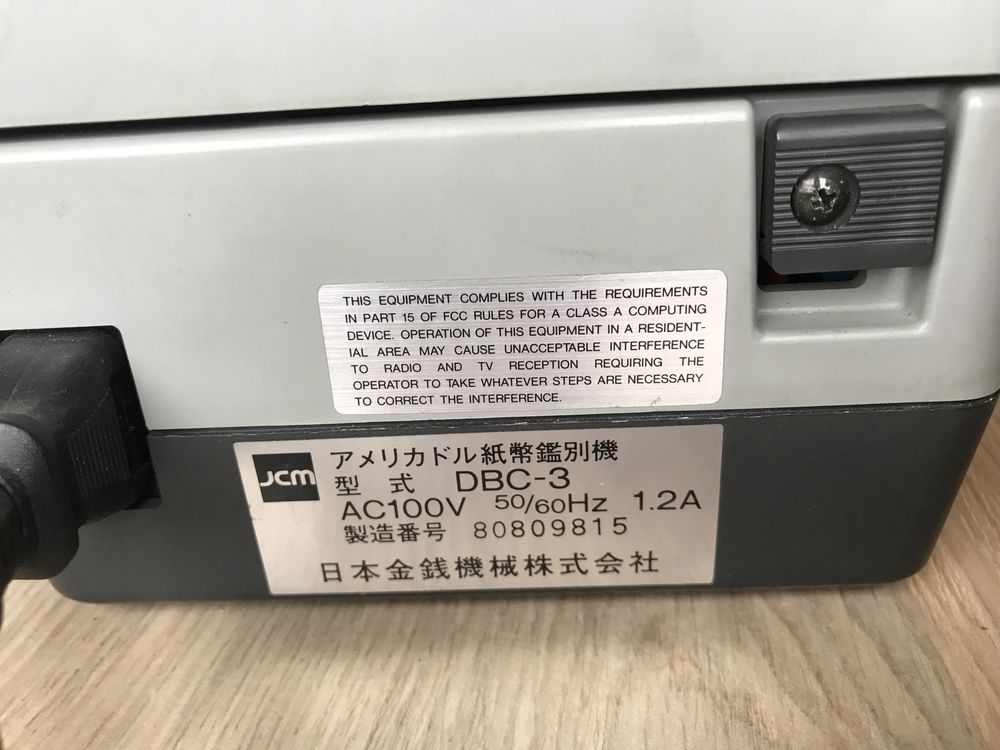 THIS EQUIPMENT COMPLIES WITH THE REQUIREMENTS
IN PART 15 OF FCC RULES FOR A CLASS A COMPUTING
DEVICE. OPERATION OF THIS EQUIPMENT IN A RESIDENT-
IAL AREA MAY CAUSE UNACCEPTABLE INTERFERENCE
TO RADIO AND TV RECEPTION REQUIRING THE
OPERATOR TO TAKE WHATEVER STEPS ARE NECESSARY
TO CORRECT THE INTERFERENCE.
JCM
アメリカドル紙幣鑑別機
型式 DBC-3
AC100V 50/60Hz 1.2A
製造番号 80809815
日本金銭機械株式会社